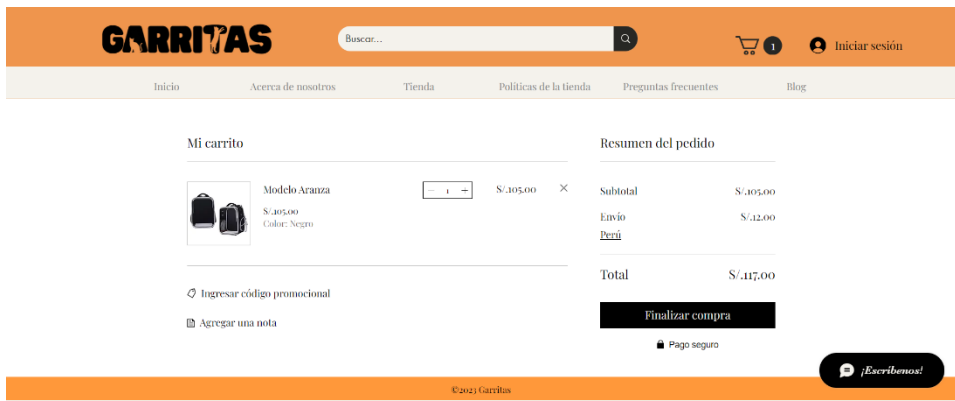 GARRITAS
Buscar...
1
Iniciar sesión
Inicio Acerca de nosotros Tienda Políticas de la tienda Preguntas frecuentes Blog
Mi carrito
Modelo Aranza
S/.105.00
Color: Negro
1
S/.105.00
Ingresar código promocional
Agregar una nota
Resumen del pedido
Subtotal S/.105.00
Envío S/.12.00
Perú
Total S/.117.00
Finalizar compra
Pago seguro
¡Escríbenos!
©2023 Garritas